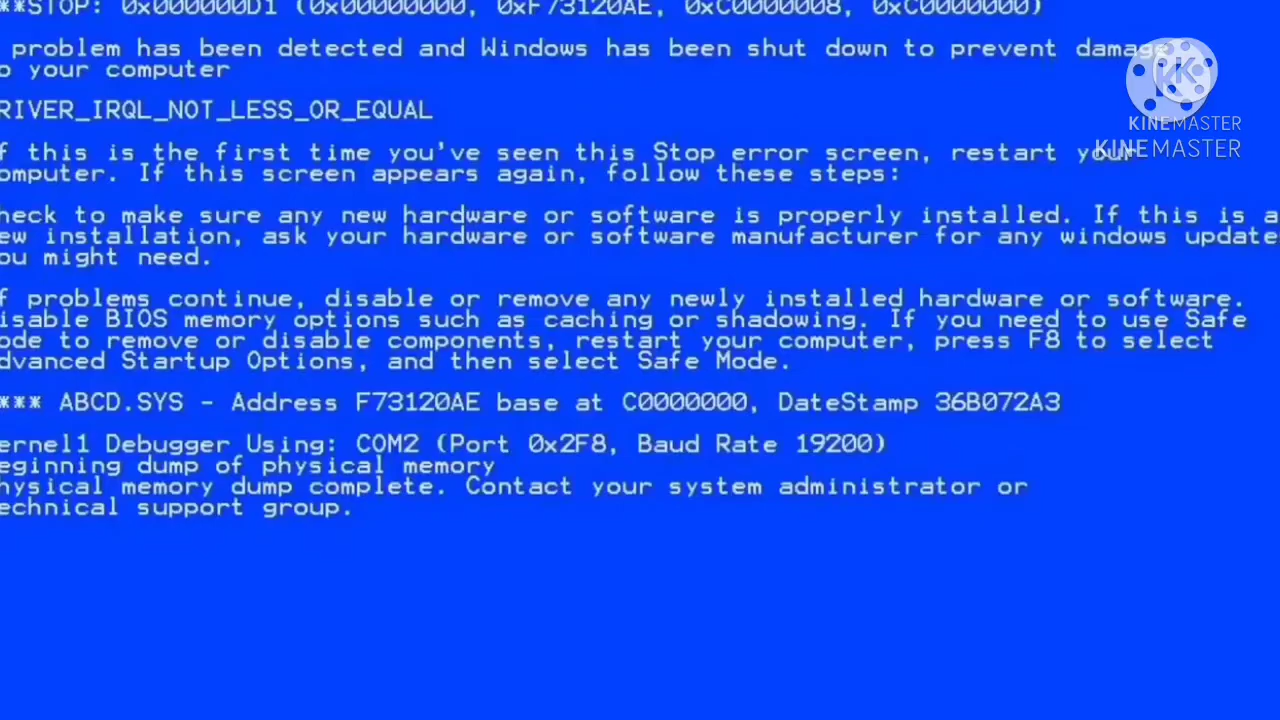 **STOP: 0x000000D1 (0x00000000, 0xF73120AE, 0xC0000008, 0xC0000000)
problem has been detected and Windows has been shut down to prevent damage
o your computer
RIVER_IRQL_NOT_LESS_OR_EQUAL
f this is the first time you've seen this Stop error screen, restart your
omputer. If this screen appears again, follow these steps:
heck to make sure any new hardware or software is properly installed. If this is a
ew installation, ask your hardware or software manufacturer for any windows update
ou might need.
f problems continue, disable or remove any newly installed hardware or software.
isable BIOS memory options such as caching or shadowing. If you need to use Safe
ode to remove or disable components, restart your computer, press F8 to select
dvanced Startup Options, and then select Safe Mode.
*** ABCD.SYS - Address F73120AE base at C0000000, DateStamp 36B072A3
ernel1 Debugger Using: COM2 (Port 0x2F8, Baud Rate 19200)
eginning dump of physical memory
hysical memory dump complete. Contact your system administrator or
echnical support group.
KINEMASTER
KINEMASTER